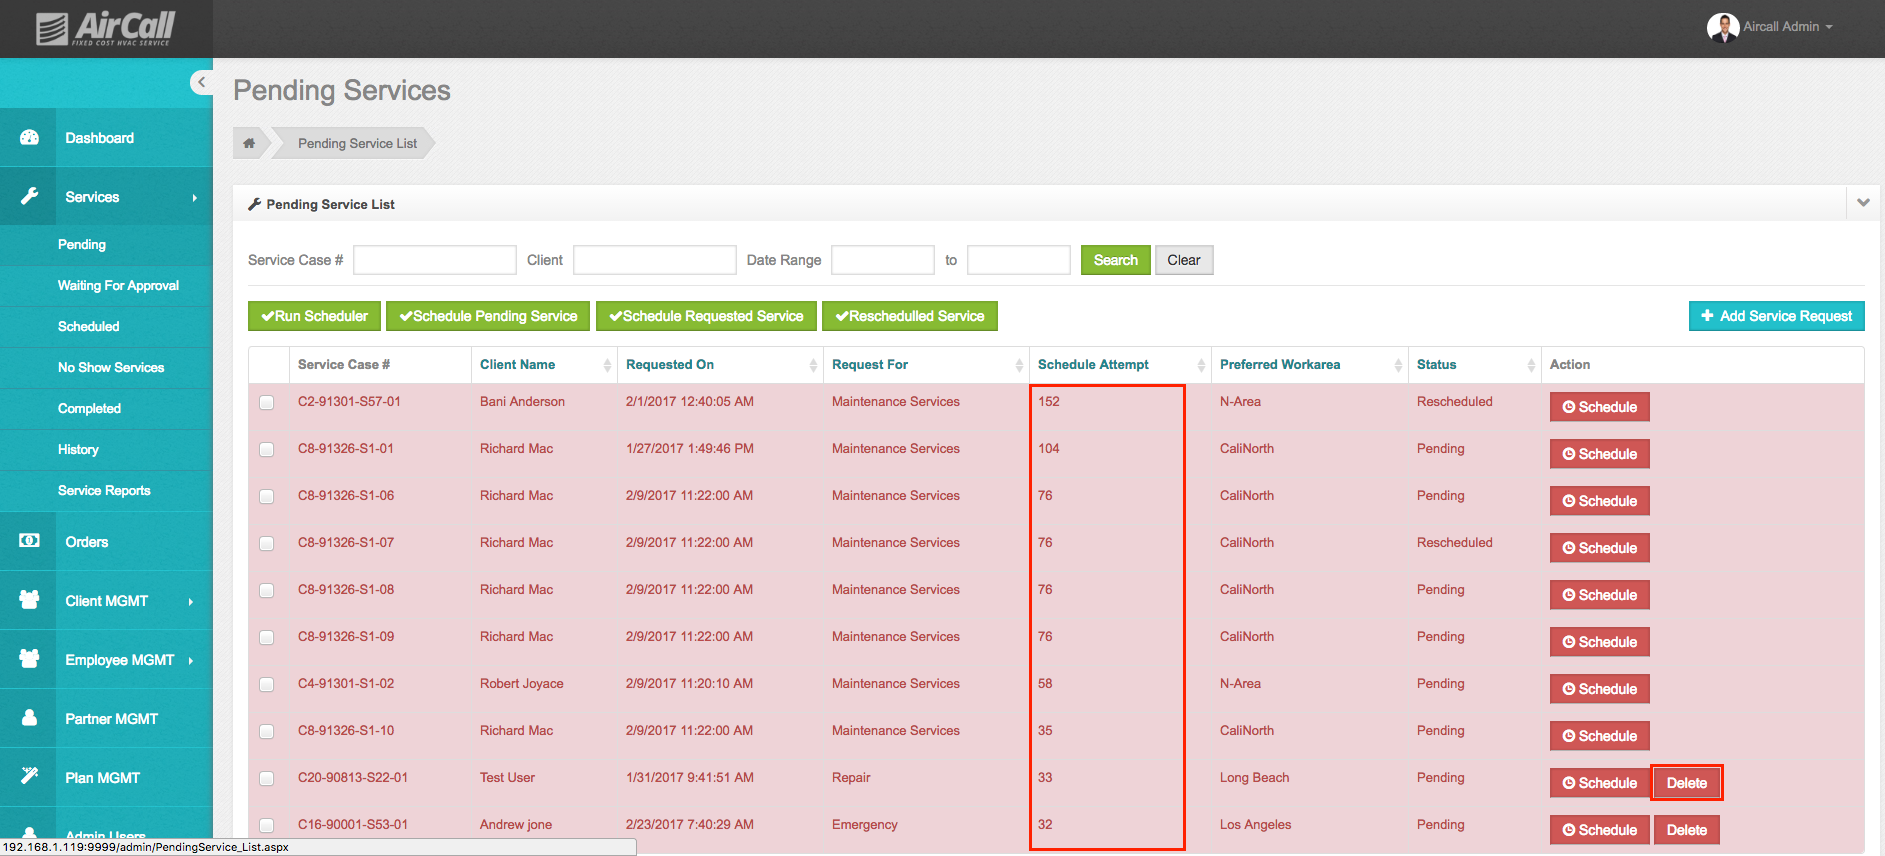 AirCall
FIXED COST HVAC SERVICE
Aircall Admin
Pending Services
Pending Service List
Dashboard
Services
Pending
Waiting For Approval
Scheduled
No Show Services
Completed
History
Service Reports
Orders
Client MGMT
Employee MGMT
Partner MGMT
Plan MGMT
Admin Users
Pending Service List
Service Case # Client Date Range to Search Clear
Run Scheduler Schedule Pending Service Schedule Requested Service Reschedulled Service Add Service Request
Service Case # Client Name Requested On Request For Schedule Attempt Preferred Workarea Status Action
C2-91301-S57-01 Bani Anderson 2/1/2017 12:40:05 AM Maintenance Services 152 N-Area Rescheduled Schedule
C8-91326-S1-01 Richard Mac 1/27/2017 1:49:46 PM Maintenance Services 104 CaliNorth Pending Schedule
C8-91326-S1-06 Richard Mac 2/9/2017 11:22:00 AM Maintenance Services 76 CaliNorth Pending Schedule
C8-91326-S1-07 Richard Mac 2/9/2017 11:22:00 AM Maintenance Services 76 CaliNorth Rescheduled Schedule
C8-91326-S1-08 Richard Mac 2/9/2017 11:22:00 AM Maintenance Services 76 CaliNorth Pending Schedule
C8-91326-S1-09 Richard Mac 2/9/2017 11:22:00 AM Maintenance Services 76 CaliNorth Pending Schedule
C4-91301-S1-02 Robert Joyace 2/9/2017 11:20:10 AM Maintenance Services 58 N-Area Pending Schedule
C8-91326-S1-10 Richard Mac 2/9/2017 11:22:00 AM Maintenance Services 35 CaliNorth Pending Schedule
C20-90813-S22-01 Test User 1/31/2017 9:41:51 AM Repair 33 Long Beach Pending Schedule Delete
C16-90001-S53-01 Andrew jone 2/23/2017 7:40:29 AM Emergency 32 Los Angeles Pending Schedule Delete
192.168.1.119:9999/admin/PendingService_List.aspx